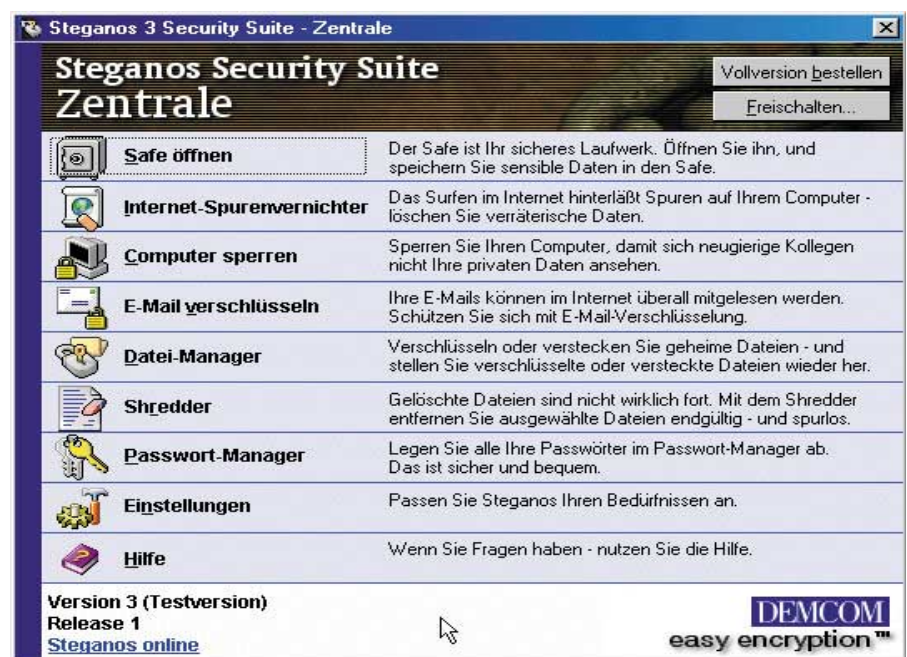 Steganos 3 Security Suite - Zentrale
Steganos Security Suite
Zentrale
Vollversion bestellen
Freischalten...
Safe öffnen
Der Safe ist Ihr sicheres Laufwerk. Öffnen Sie ihn, und
speichern Sie sensible Daten in den Safe.
Internet-Spurenvernichter
Das Surfen im Internet hinterläßt Spuren auf Ihrem Computer -
löschen Sie verräterische Daten.
Computer sperren
Sperren Sie Ihren Computer, damit sich neugierige Kollegen
nicht Ihre privaten Daten ansehen.
E-Mail verschlüsseln
Ihre E-Mails können im Internet überall mitgelesen werden.
Schützen Sie sich mit E-Mail-Verschlüsselung.
Datei-Manager
Verschlüsseln oder verstecken Sie geheime Dateien - und
stellen Sie verschlüsselte oder versteckte Dateien wieder her.
Shredder
Gelöschte Dateien sind nicht wirklich fort. Mit dem Shredder
entfernen Sie ausgewählte Dateien endgültig - und spurlos.
Passwort-Manager
Legen Sie alle Ihre Passwörter im Passwort-Manager ab.
Das ist sicher und bequem.
Einstellungen
Passen Sie Steganos Ihren Bedürfnissen an.
Hilfe
Wenn Sie Fragen haben - nutzen Sie die Hilfe.
Version 3 (Testversion)
Release 1
Steganos online
DEMCOM
easy encryption™